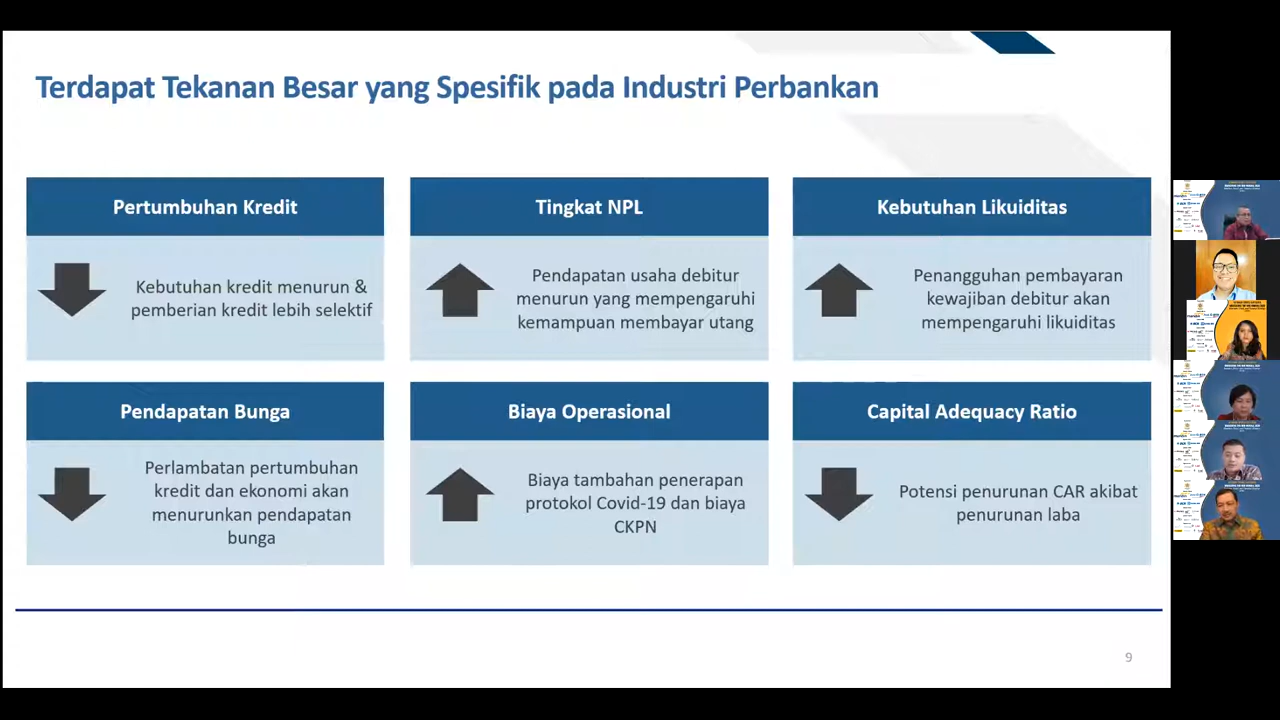 Terdapat Tekanan Besar yang Spesifik pada Industri Perbankan
Pertumbuhan Kredit
Kebutuhan kredit menurun &
pemberian kredit lebih selektif
Tingkat NPL
Pendapatan usaha debitur
menurun yang mempengaruhi
kemampuan membayar utang
Kebutuhan Likuiditas
Penangguhan pembayaran
kewajiban debitur akan
mempengaruhi likuiditas
Pendapatan Bunga
Perlambatan pertumbuhan
kredit dan ekonomi akan
menurunkan pendapatan
bunga
Biaya Operasional
Biaya tambahan penerapan
protokol Covid-19 dan biaya
CKPN
Capital Adequacy Ratio
Potensi penurunan CAR akibat
penurunan laba
9